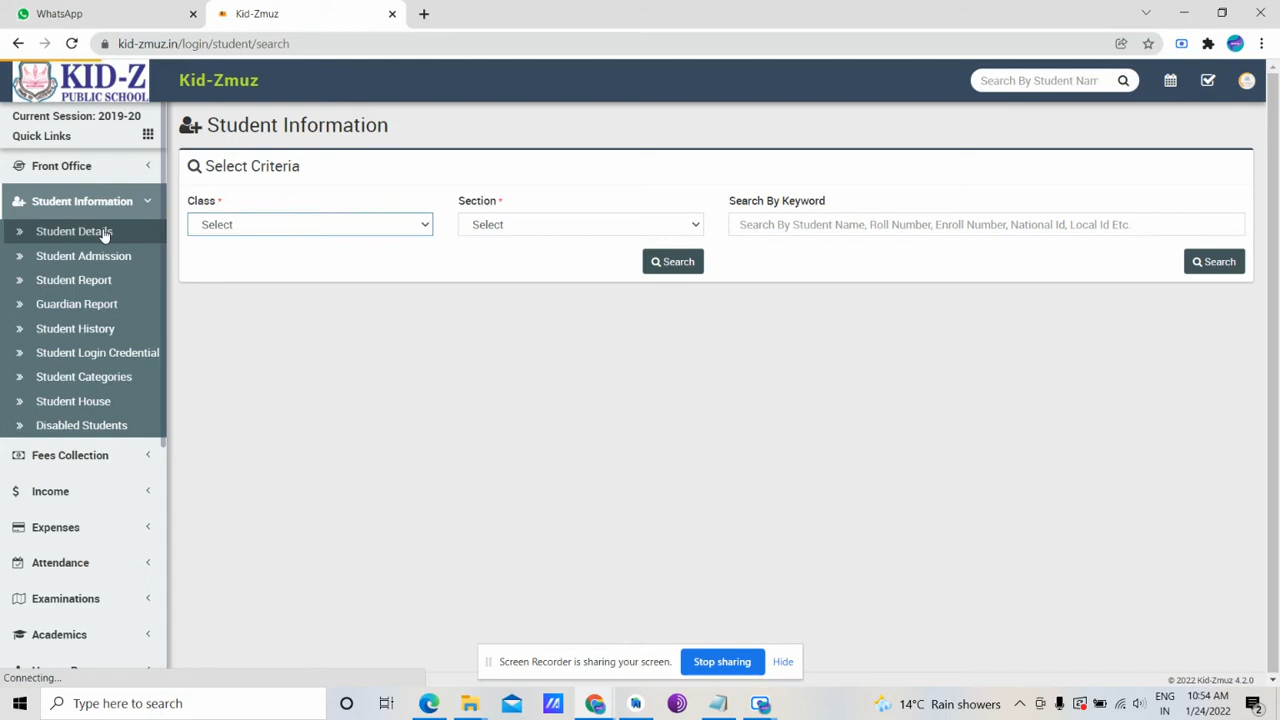 WhatsApp
Kid-Zmuz
kid-zmuz.in/login/student/search
KID-Z
PUBLIC SCHOOL
Kid-Zmuz
Search By Student Nam
Current Session: 2019-20
Quick Links
Student Information
Front Office
Select Criteria
Student Information
Class *
Section *
Search By Keyword
Select
Select
Search By Student Name, Roll Number, Enroll Number, National Id, Local Id Etc.
Student Details
Student Admission
Search
Search
Student Report
Guardian Report
Student History
Student Login Credential
Student Categories
Student House
Disabled Students
Fees Collection
Income
Expenses
Attendance
Examinations
Academics
Screen Recorder is sharing your screen.
Stop sharing
Hide
Connecting...
© 2022 Kid-Zmuz 4.2.0
Type here to search
14°C Rain showers
ENG
IN
10:54 AM
1/24/2022
2